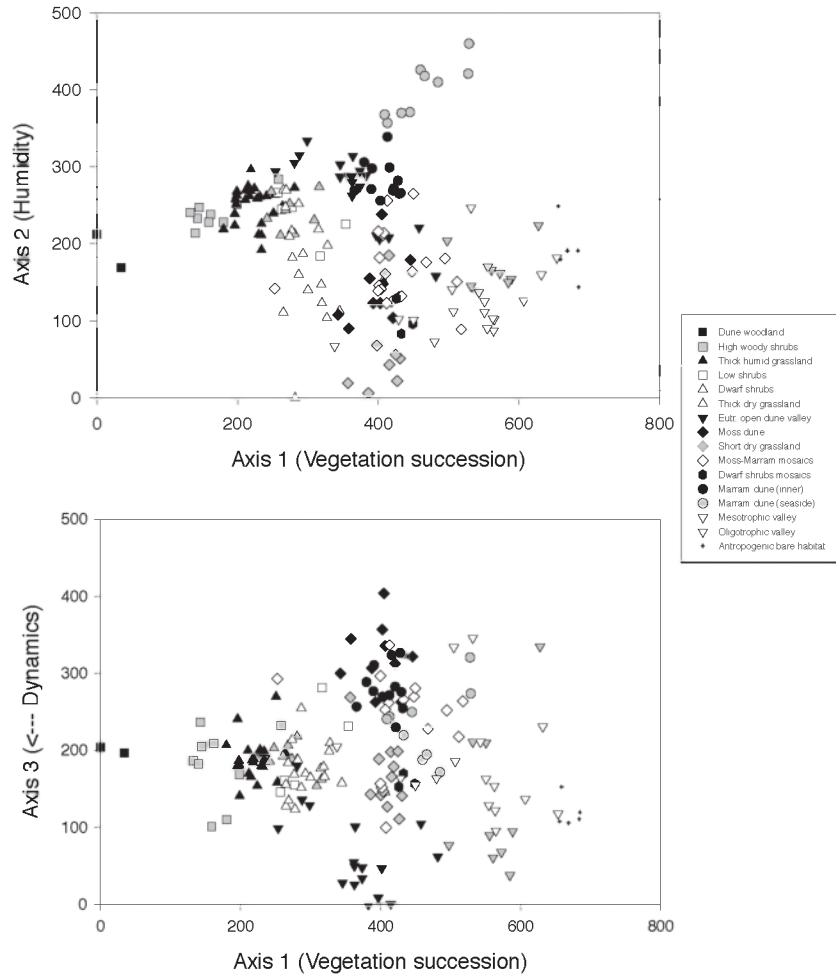 500
400
300
200
100
0
Axis 2 (Humidity)
0 200 400 600 800
Axis 1 (Vegetation succession)
Dune woodland
High woody shrubs
Thick humid grassland
Low shrubs
Dwarf shrubs
Thick dry grassland
Eutr. open dune valley
Moss dune
Short dry grassland
Moss-Marram mosaics
Dwarf shrubs mosaics
Marram dune (inner)
Marram dune (seaside)
Mesotrophic valley
Oligotrophic valley
Antropogenic bare habitat
500
400
300
200
100
0
Axis 3 (<--- Dynamics)
0 200 400 600 800
Axis 1 (Vegetation succession)